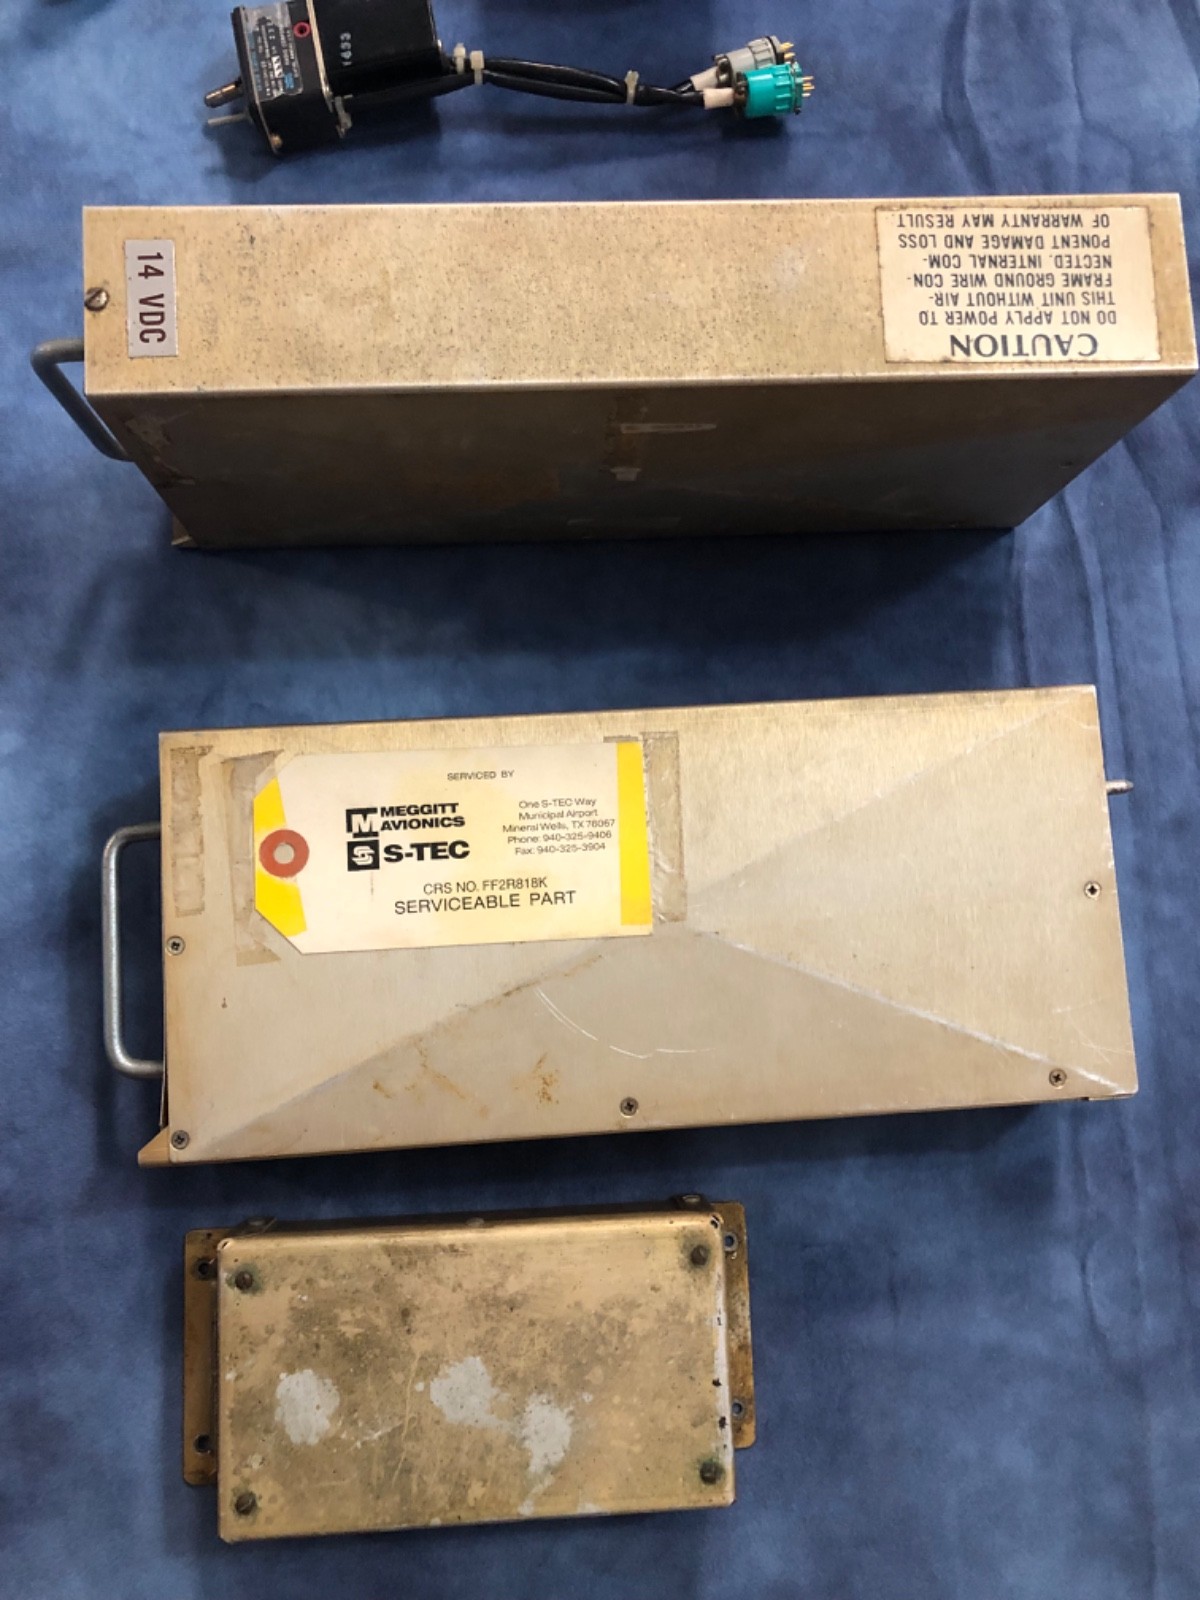 1493
14 VDC
CAUTION
DO NOT APPLY POWER TO
THIS UNIT WITHOUT AIR-
FRAME GROUND WIRE CON-
NECTED. INTERNAL COM-
PONENT DAMAGE AND LOSS
OF WARRANTY MAY RESULT.
SERVICED BY
MEGGITT
AVIONICS
S-TEC
One S-TEC Way
Municipal Airport
Mineral Wells, TX 76067
Phone: 940-325-9406
Fax: 940-325-3904
CRS NO. FF2R818K
SERVICEABLE PART